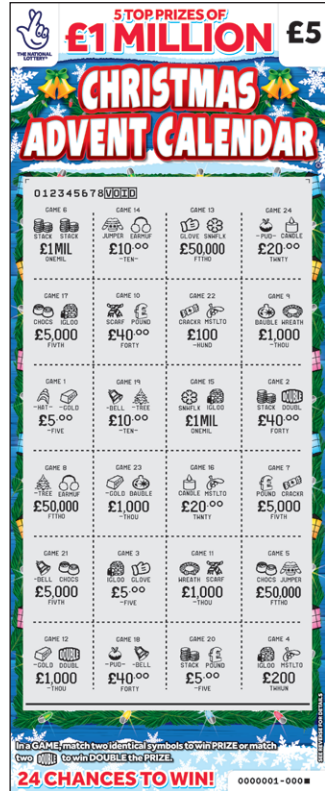 5 TOP PRIZES OF
£1 MILLION
£5
THE NATIONAL
LOTTERY®
CHRISTMAS
ADVENT CALENDAR
012345678VOID
GAME 6 GAME 14 GAME 13 GAME 24
STACK STACK JUMPER EARMUF GLOVE SNWFLK -PUD- CANDLE
£1MIL £10.00 £50,000 £20.00
ONEMIL -TEN- FTTHO TWNTY
GAME 17 GAME 10 GAME 22 GAME 9
CHOCS IGLOO SCARF POUND CRACKR MSTLTO BAUBLE WREATH
£5,000 £40.00 £100 £1,000
FIVTH FORTY -HUND -THOU
GAME 1 GAME 19 GAME 15 GAME 2
-HAT- -GOLD -BELL -TREE SNWFLK IGLOO STACK DOUBL
£5.00 £10.00 £1MIL £40.00
-FIVE -TEN- ONEMIL FORTY
GAME 8 GAME 23 GAME 16 GAME 7
-TREE EARMUF -GOLD BAUBLE CANDLE MSTLTO POUND CRACKR
£50,000 £1,000 £20.00 £5,000
FTTHO -THOU TWNTY FIVTH
GAME 21 GAME 3 GAME 11 GAME 5
-BELL CHOCS IGLOO GLOVE WREATH SCARF CHOCS JUMPER
£5,000 £5.00 £1,000 £50,000
FIVTH -FIVE -THOU FTTHO
GAME 12 GAME 18 GAME 20 GAME 4
-GOLD DOUBL -PUD- -BELL STACK POUND IGLOO MSTLTO
£1,000 £40.00 £5.00 £200
-THOU FORTY -FIVE TWHUN
In a GAME, match two identical symbols to win PRIZE or match
two DOUBLE to win DOUBLE the PRIZE.
SEE REVERSE FOR DETAILS
24 CHANCES TO WIN!
0000001-000